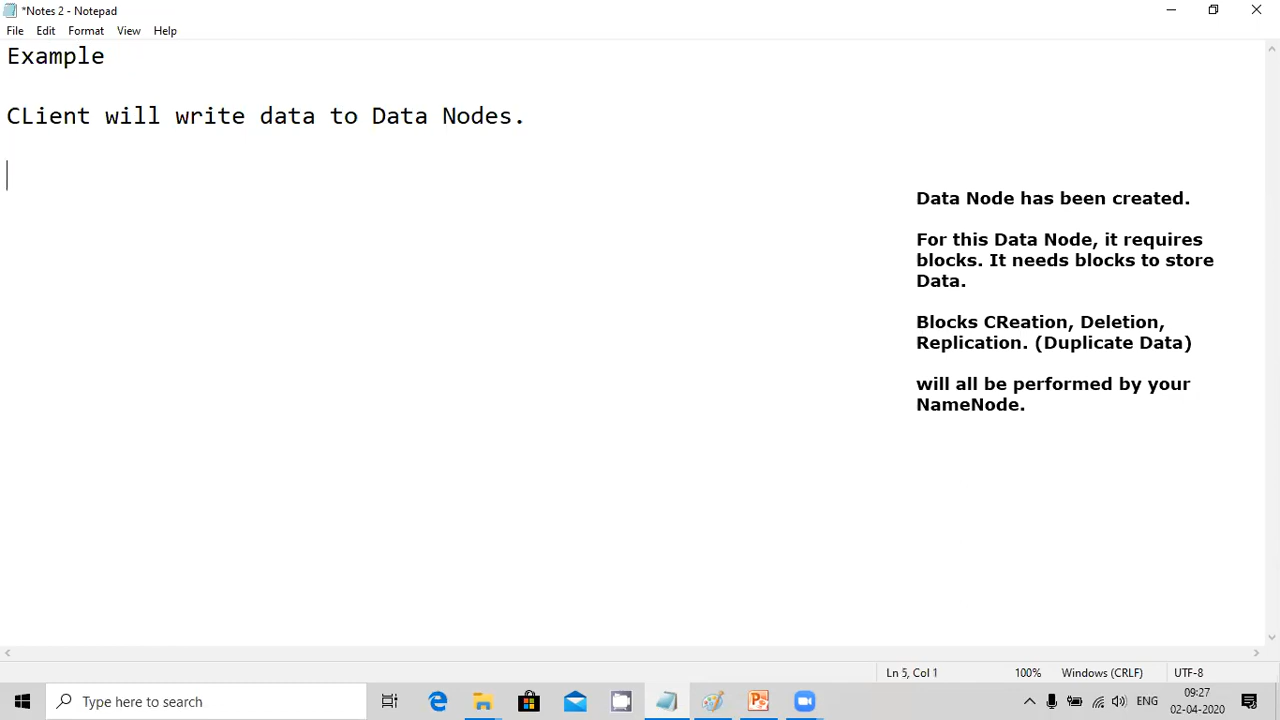 *Notes 2 - Notepad
File Edit Format View Help
Example
CLient will write data to Data Nodes.
Data Node has been created.
For this Data Node, it requires
blocks. It needs blocks to store
Data.
Blocks CReation, Deletion,
Replication. (Duplicate Data)
will all be performed by your
NameNode.
Ln 5, Col 1 100% Windows (CRLF) UTF-8
Type here to search
ENG
09:27
02-04-2020